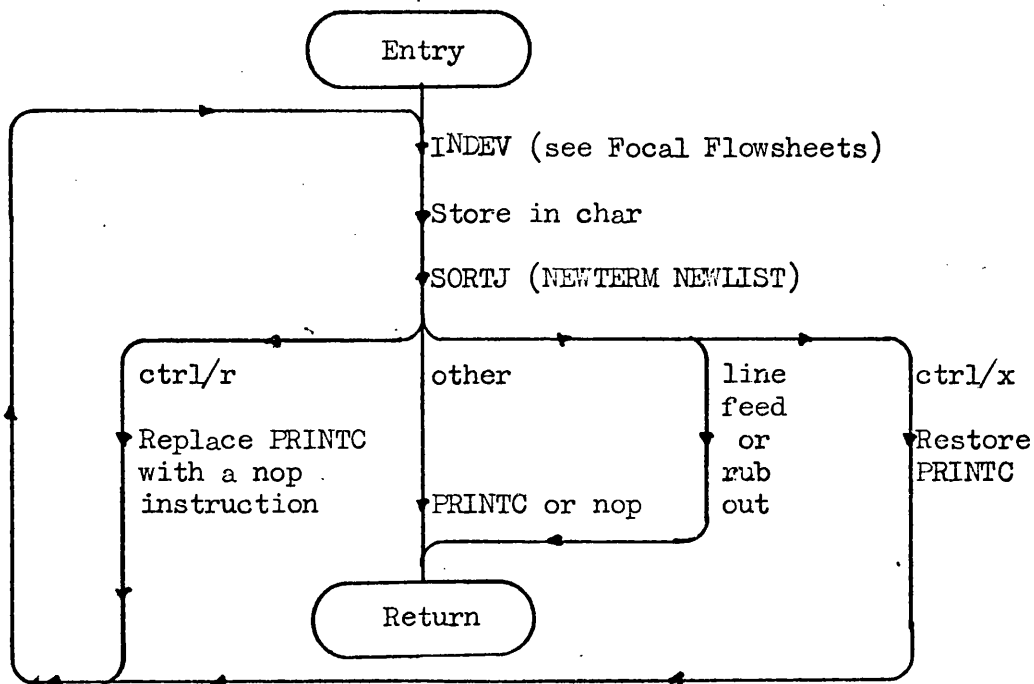 Entry
INDEV (see Focal Flowsheets)
Store in char
SORTJ (NEWTERM NEWLIST)
ctrl/r
Replace PRINTC
with a nop
instruction
other
PRINTC or nop
line
feed
or
rub
out
ctrl/x
Restore
PRINTC
Return